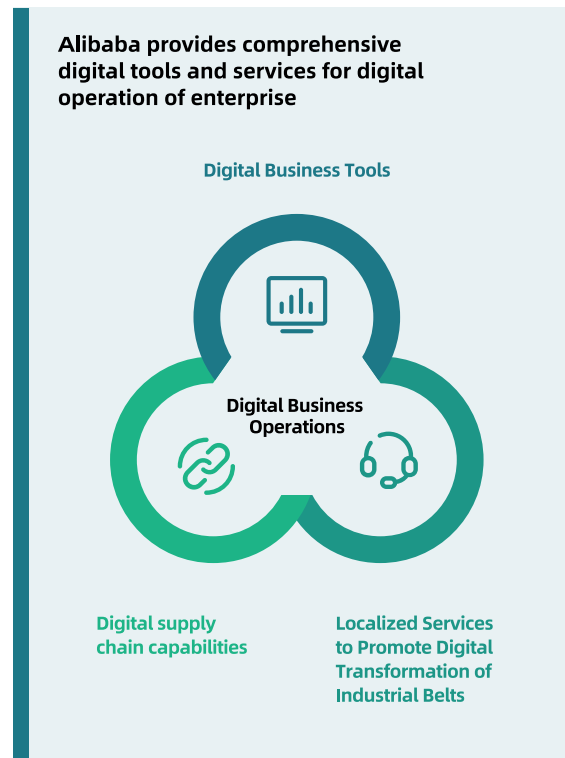 Alibaba provides comprehensive
digital tools and services for digital
operation of enterprise
Digital Business Tools
Digital Business
Operations
Digital supply
chain capabilities
Localized Services
to Promote Digital
Transformation of
Industrial Belts